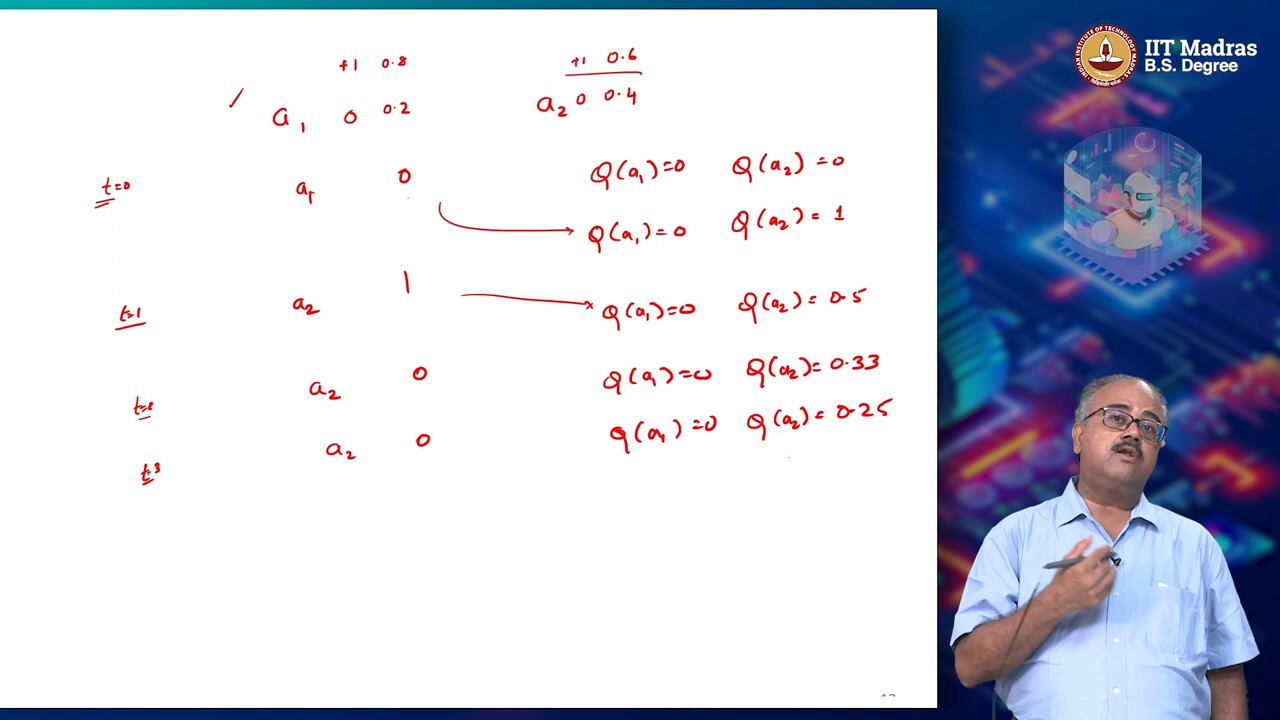 IIT Madras
B.S. Degree
+1 0.8
+1 0.6
a1 0 0.2
a2 0 0.4
t=0 a1 0 Q(a1)=0 Q(a2)=0
Q(a1)=0 Q(a2)=1
t=1 a2 1 Q(a1)=0 Q(a2)=0.5
a2 0 Q(a1)=0 Q(a2)=0.33
t=3 a2 0 Q(a1)=0 Q(a2)=0.25